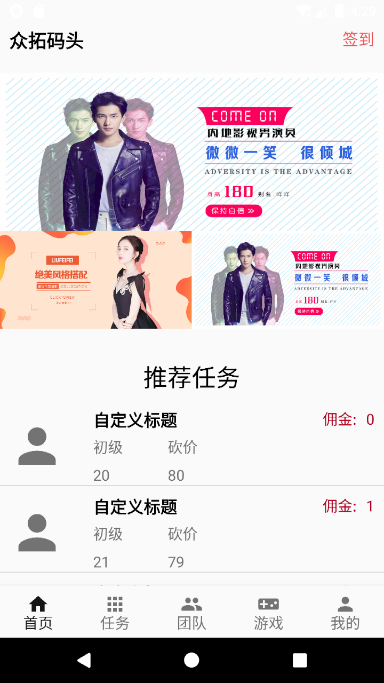 众拓码头
签到
COME ON
内地影视男演员
微微一笑 很倾城
ADVERSITY IS THE ADVANTAGE
180
保持自信
LIUFEIFEI
绝美风格搭配
COME ON
内地影视男演员
微微一笑 很倾城
ADVERSITY IS THE ADVANTAGE
180
推荐任务
自定义标题
佣金: 0
初级 砍价
20 80
自定义标题
佣金: 1
初级 砍价
21 79
首页 任务 团队 游戏 我的